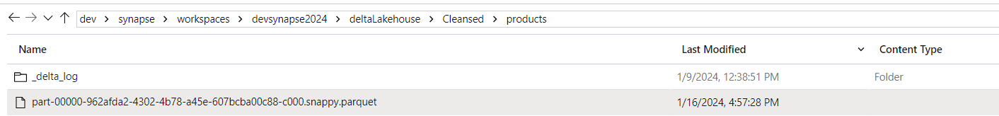 dev > synapse > workspaces > devsynapse2024 > deltaLakehouse > Cleansed > products
Name Last Modified Content Type
_delta_log 1/9/2024, 12:38:51 PM Folder
part-00000-962afda2-4302-4b78-a45e-607bcba00c88-c000.snappy.parquet 1/16/2024, 4:57:28 PM